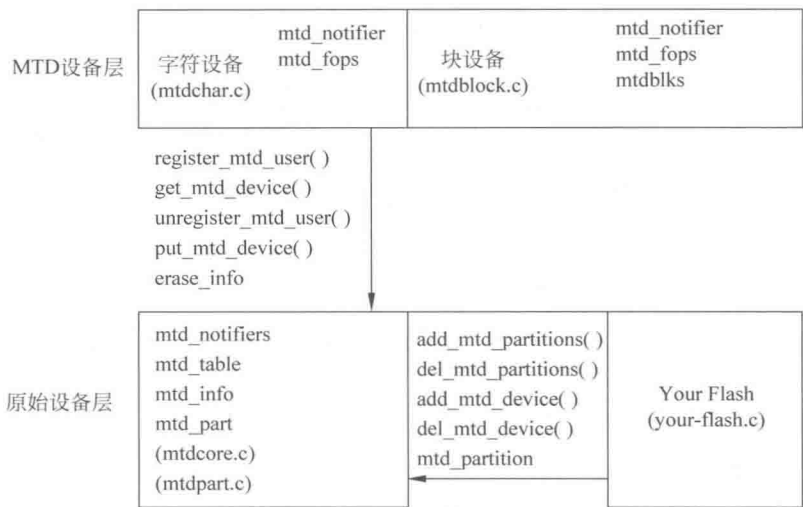 MTD设备层
字符设备
(mtdchar.c)
mtd_notifier
mtd_fops
块设备
(mtdblock.c)
mtd_notifier
mtd_fops
mtdblks
register_mtd_user( )
get_mtd_device( )
unregister_mtd_user( )
put_mtd_device( )
erase_info
原始设备层
mtd_notifiers
mtd_table
mtd_info
mtd_part
(mtdcore.c)
(mtdpart.c)
add_mtd_partitions( )
del_mtd_partitions( )
add_mtd_device( )
del_mtd_device( )
mtd_partition
Your Flash
(your-flash.c)